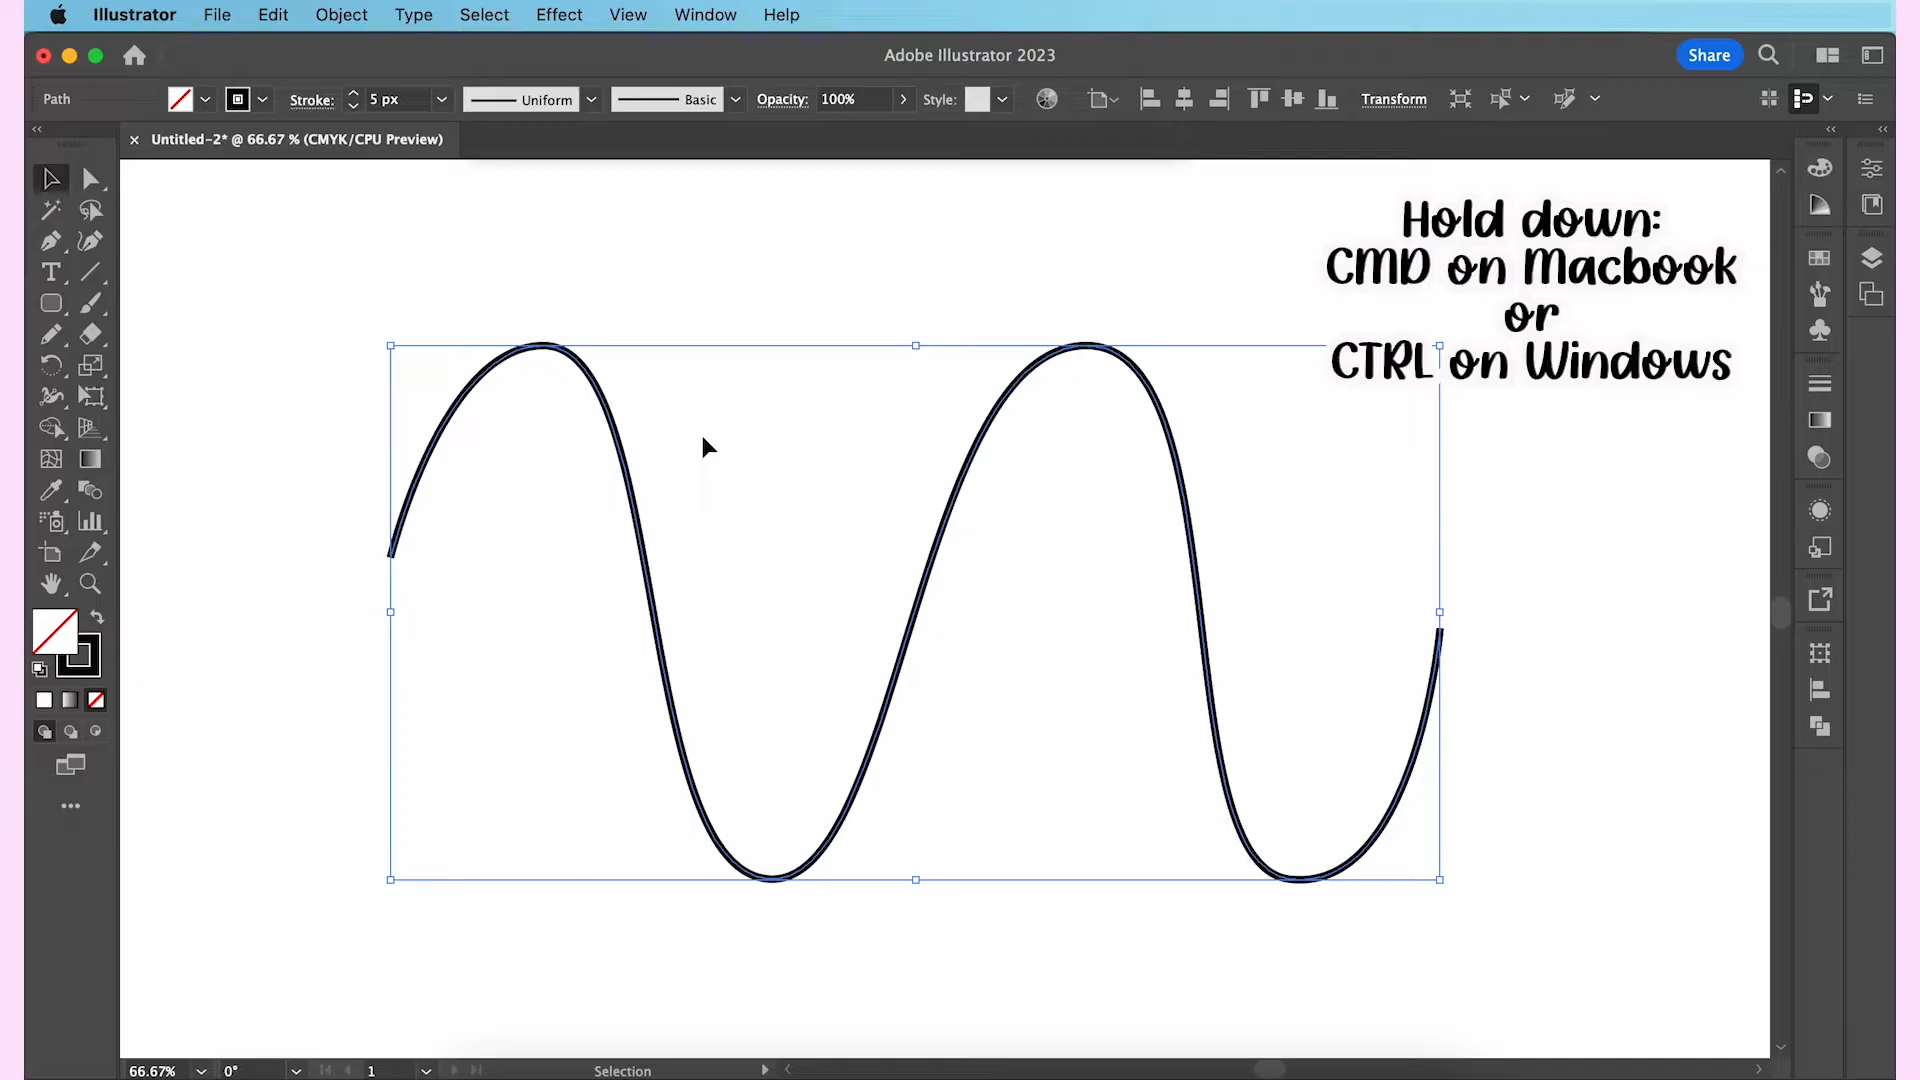 Illustrator File Edit Object Type Select Effect View Window Help
Adobe Illustrator 2023
Share
Path
Stroke: 5 px Uniform Basic Opacity: 100% Style: Transform
× Untitled-2* @ 66.67 % (CMYK/CPU Preview)
Hold down:
CMD on Macbook
or
CTRL on Windows
66.67% 0° 1 Selection